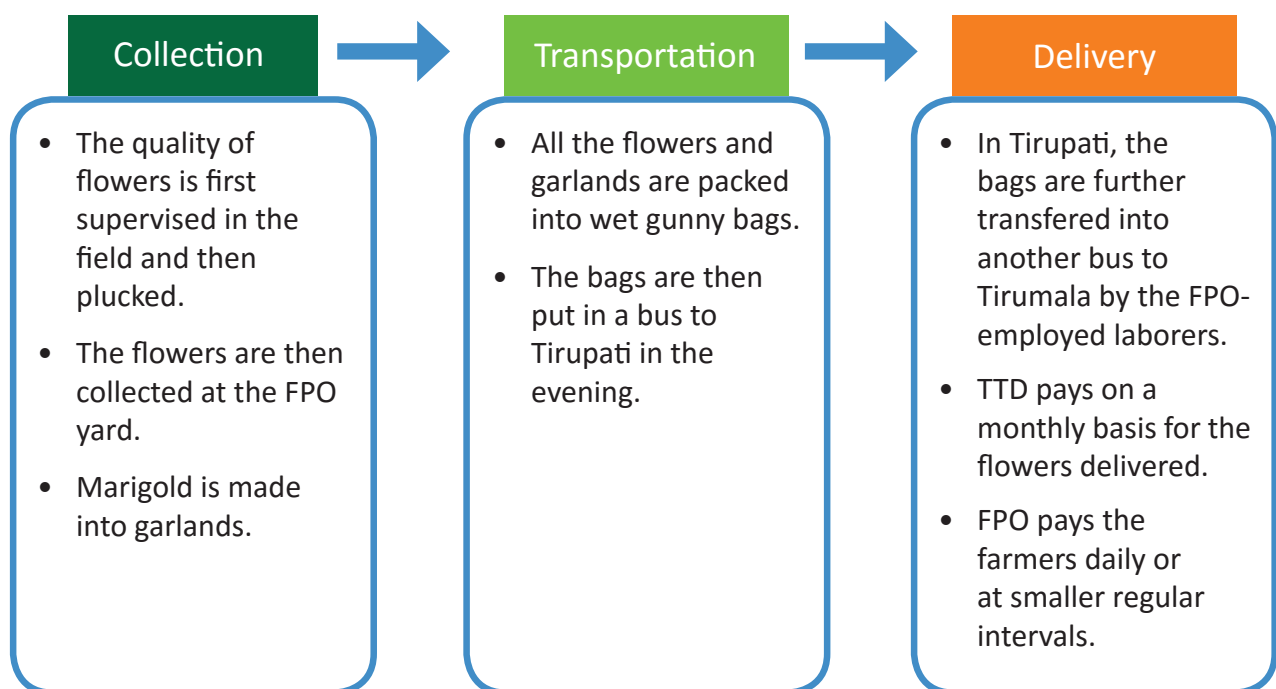 Collection
• The quality of
flowers is first
supervised in the
field and then
plucked.
• The flowers are then
collected at the FPO
yard.
• Marigold is made
into garlands.
Transportation
• All the flowers and
garlands are packed
into wet gunny bags.
• The bags are then
put in a bus to
Tirupati in the
evening.
Delivery
• In Tirupati, the
bags are further
transfered into
another bus to
Tirumala by the FPO-
employed laborers.
• TTD pays on a
monthly basis for the
flowers delivered.
• FPO pays the
farmers daily or
at smaller regular
intervals.